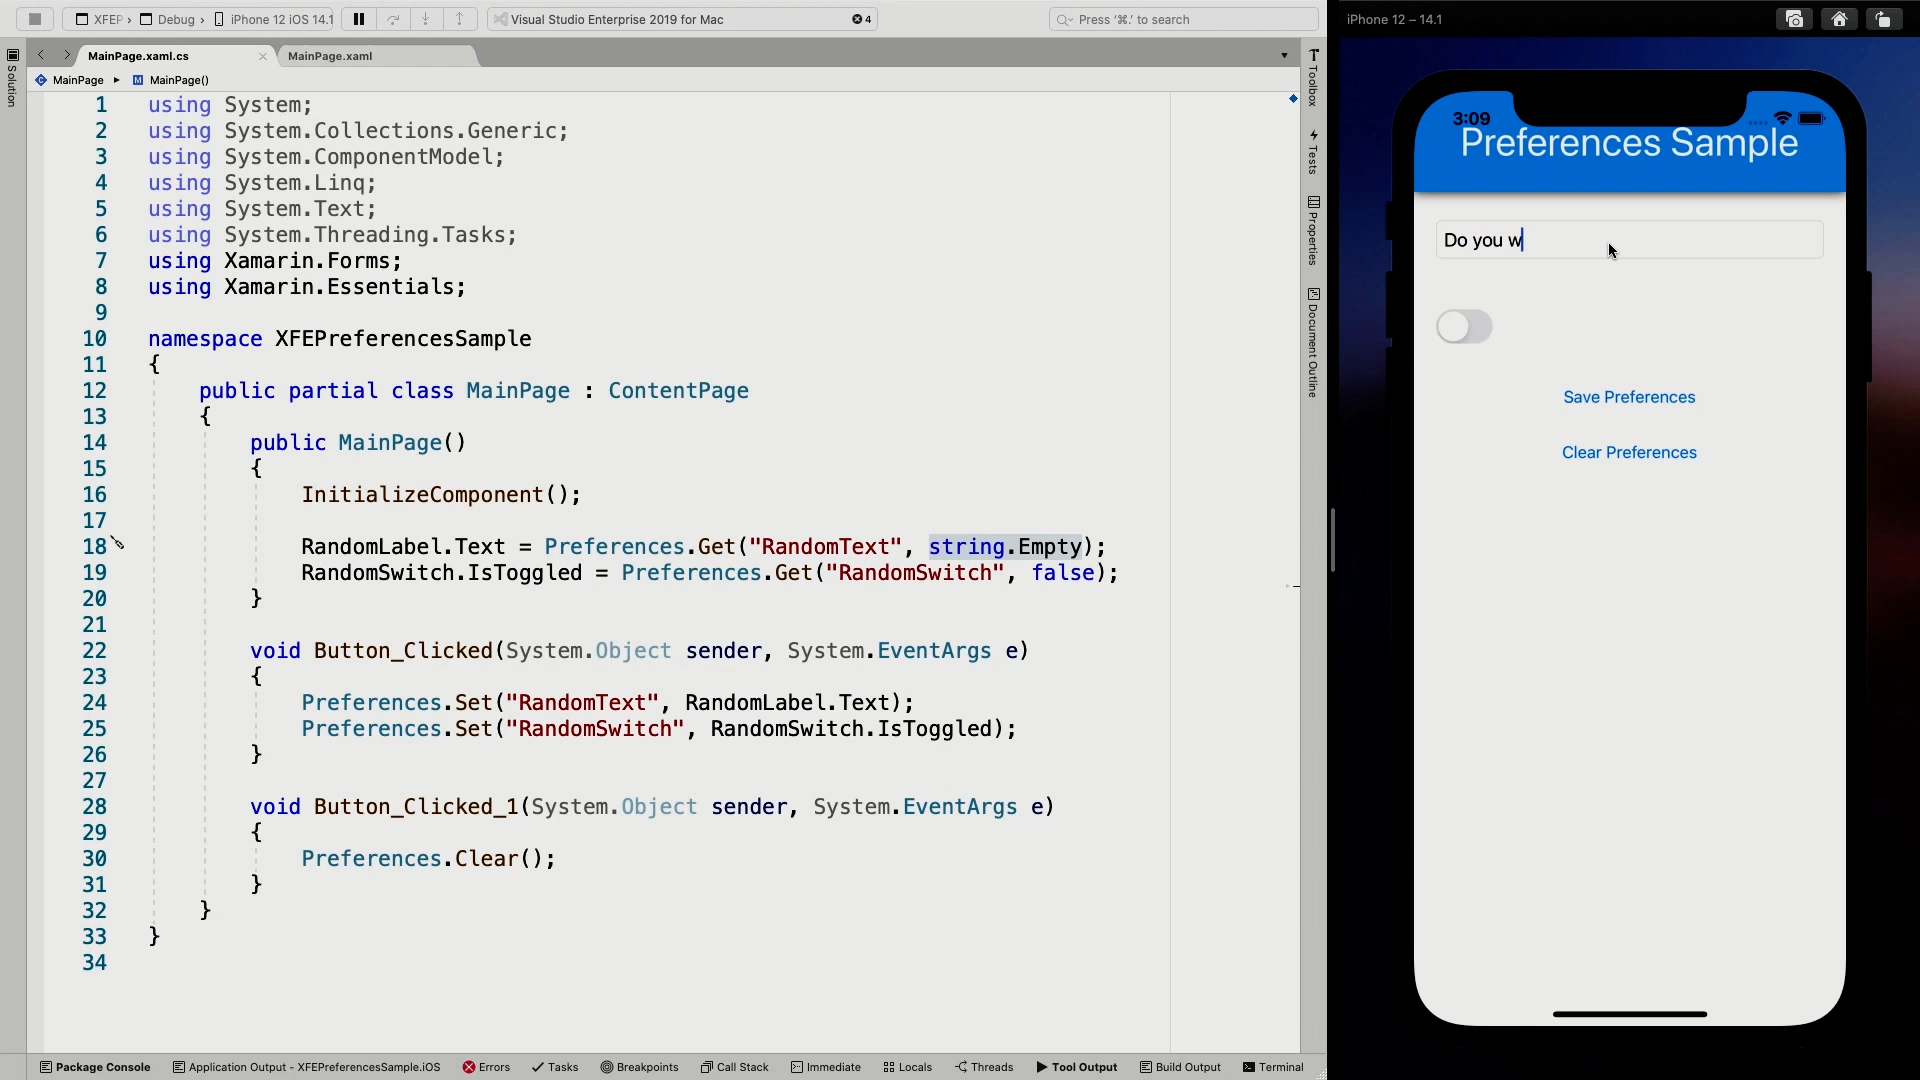 XFEP › Debug › iPhone 12 iOS 14.1
Visual Studio Enterprise 2019 for Mac
4
Press '⌘.' to search
MainPage.xaml.cs
MainPage.xaml
MainPage ▸ M MainPage()
Solution
1 using System;
2 using System.Collections.Generic;
3 using System.ComponentModel;
4 using System.Linq;
5 using System.Text;
6 using System.Threading.Tasks;
7 using Xamarin.Forms;
8 using Xamarin.Essentials;
9
10 namespace XFEPreferencesSample
11 {
12 public partial class MainPage : ContentPage
13 {
14 public MainPage()
15 {
16 InitializeComponent();
17
18 RandomLabel.Text = Preferences.Get("RandomText", string.Empty);
19 RandomSwitch.IsToggled = Preferences.Get("RandomSwitch", false);
20 }
21
22 void Button_Clicked(System.Object sender, System.EventArgs e)
23 {
24 Preferences.Set("RandomText", RandomLabel.Text);
25 Preferences.Set("RandomSwitch", RandomSwitch.IsToggled);
26 }
27
28 void Button_Clicked_1(System.Object sender, System.EventArgs e)
29 {
30 Preferences.Clear();
31 }
32 }
33 }
34
Toolbox
Tests
Properties
Document Outline
Package Console
Application Output - XFEPreferencesSample.iOS
Errors
Tasks
Breakpoints
Call Stack
Immediate
Locals
Threads
Tool Output
Build Output
Terminal
iPhone 12 – 14.1
3:09
Preferences Sample
Do you w
Save Preferences
Clear Preferences